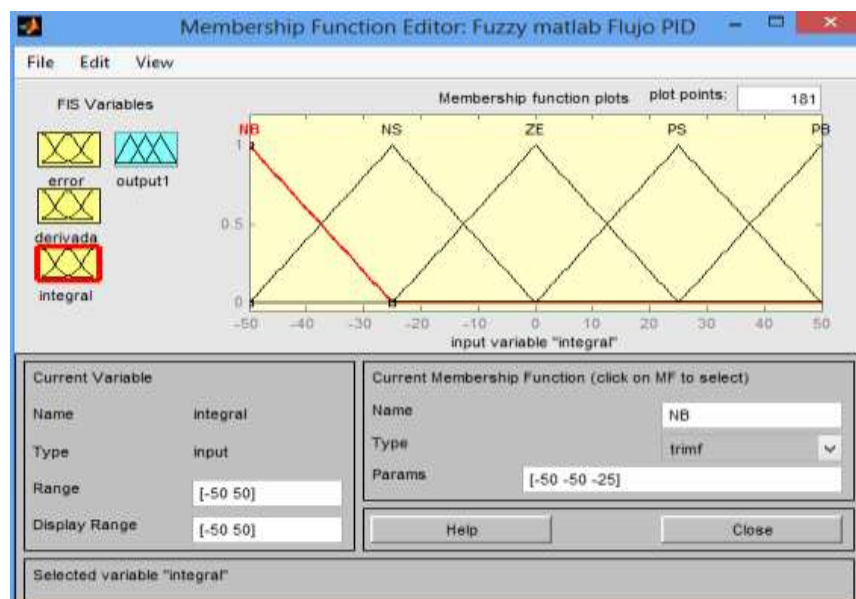 Membership Function Editor: Fuzzy matlab Flujo PID
File Edit View
FIS Variables
Membership function plots plot points: 181
error output1
derivada
integral
NB NS ZE PS PB
1
0.5
0
-50 -40 -30 -20 -10 0 10 20 30 40 50
input variable "integral"
Current Variable
Name integral
Type input
Range [-50 50]
Display Range [-50 50]
Current Membership Function (click on MF to select)
Name NB
Type trimf
Params [-50 -50 -25]
Help Close
Selected variable "integral"